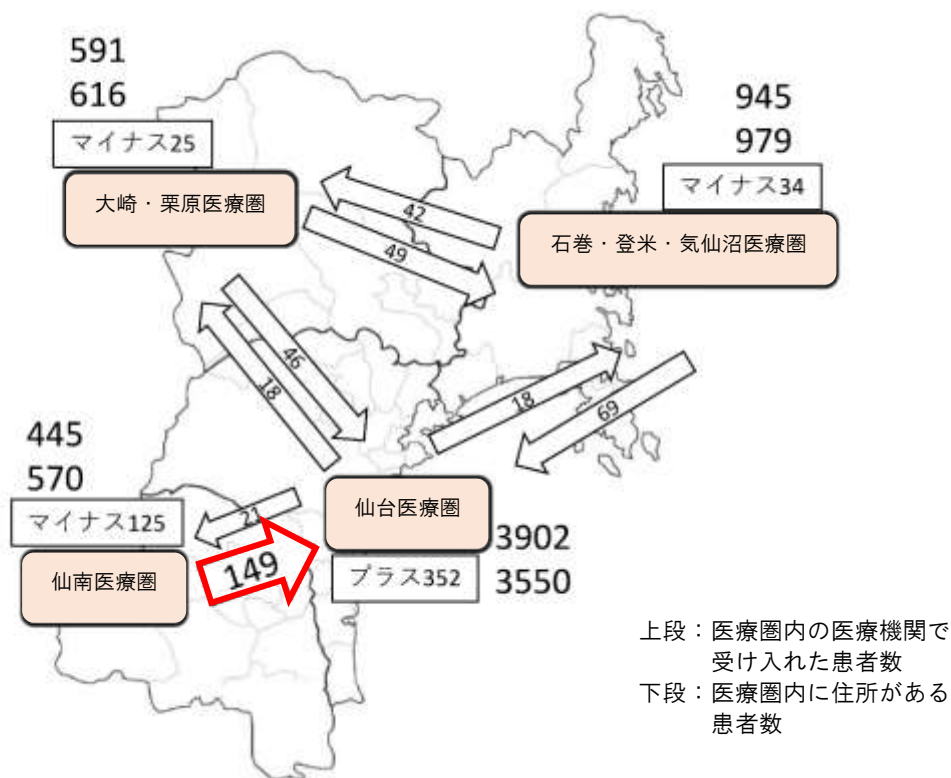 591
616
マイナス25
大崎・栗原医療圏
945
979
マイナス34
石巻・登米・気仙沼医療圏
42
49
46
18
18
69
445
570
マイナス125
仙南医療圏
21
149
仙台医療圏
プラス352
3902
3550
上段：医療圏内の医療機関で
受け入れた患者数
下段：医療圏内に住所がある
患者数